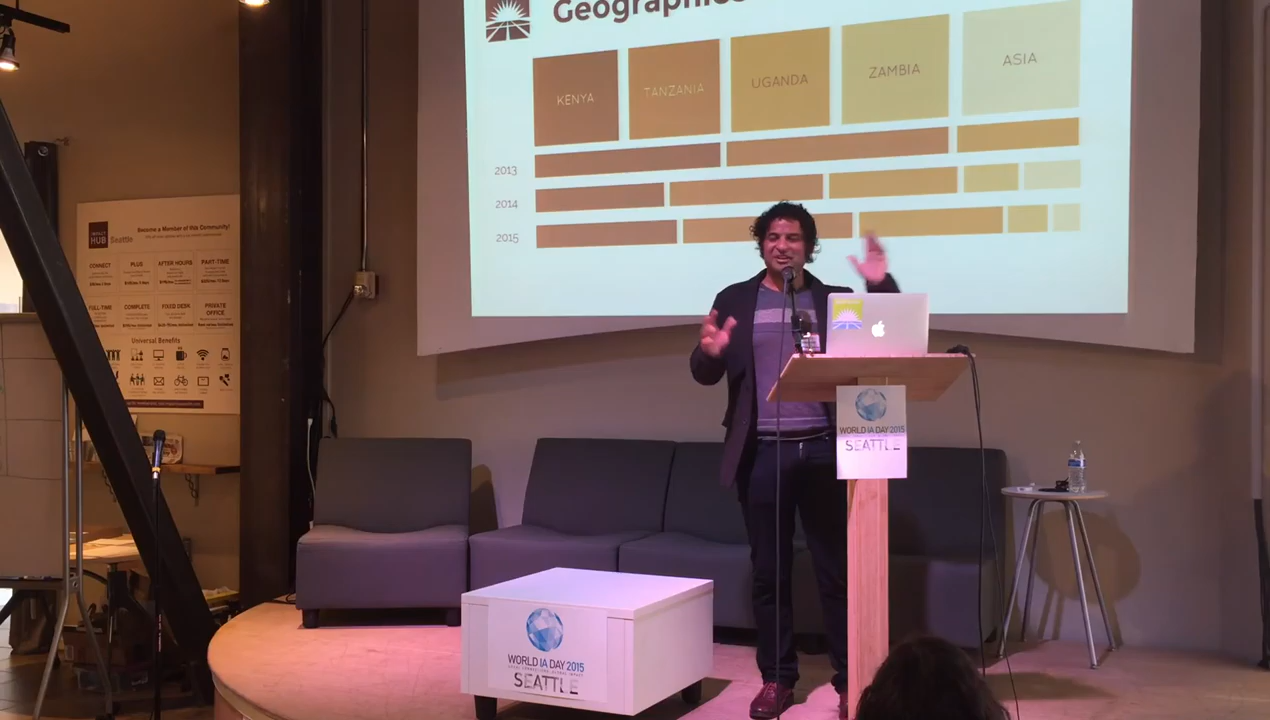 Geographics
KENYA
TANZANIA
UGANDA
ZAMBIA
ASIA
2013
2014
2015
IMPACT
HUB
Seattle
Become a Member of this Community!
CONNECT
PLUS
AFTER HOURS
PART-TIME
FULL-TIME
COMPLETE
FIXED DESK
PRIVATE
OFFICE
Universal Benefits
WORLD IA DAY 2015
SEATTLE
WORLD IA DAY 2015
SEATTLE